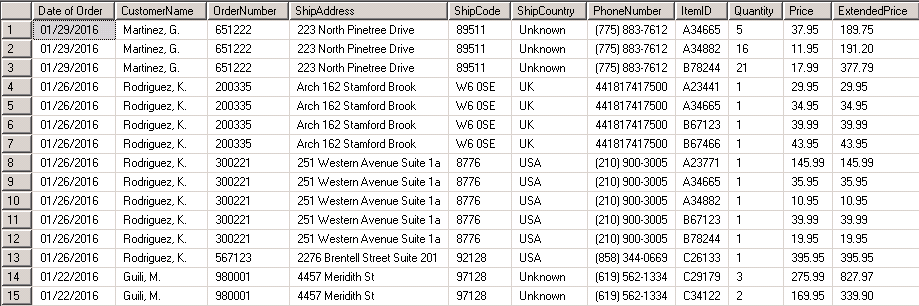 Date of Order CustomerName OrderNumber ShipAddress ShipCode ShipCountry PhoneNumber ItemID Quantity Price ExtendedPrice
1 01/29/2016 Martinez, G. 651222 223 North Pinetree Drive 89511 Unknown (775) 883-7612 A34665 5 37.95 189.75
2 01/29/2016 Martinez, G. 651222 223 North Pinetree Drive 89511 Unknown (775) 883-7612 A34882 16 11.95 191.20
3 01/29/2016 Martinez, G. 651222 223 North Pinetree Drive 89511 Unknown (775) 883-7612 B78244 21 17.99 377.79
4 01/26/2016 Rodriguez, K. 200335 Arch 162 Stamford Brook W6 0SE UK 441817417500 A23441 1 29.95 29.95
5 01/26/2016 Rodriguez, K. 200335 Arch 162 Stamford Brook W6 0SE UK 441817417500 A34665 1 34.95 34.95
6 01/26/2016 Rodriguez, K. 200335 Arch 162 Stamford Brook W6 0SE UK 441817417500 B67123 1 39.99 39.99
7 01/26/2016 Rodriguez, K. 200335 Arch 162 Stamford Brook W6 0SE UK 441817417500 B67466 1 43.95 43.95
8 01/26/2016 Rodriguez, K. 300221 251 Western Avenue Suite 1a 8776 USA (210) 900-3005 A23771 1 145.99 145.99
9 01/26/2016 Rodriguez, K. 300221 251 Western Avenue Suite 1a 8776 USA (210) 900-3005 A34665 1 35.95 35.95
10 01/26/2016 Rodriguez, K. 300221 251 Western Avenue Suite 1a 8776 USA (210) 900-3005 A34882 1 10.95 10.95
11 01/26/2016 Rodriguez, K. 300221 251 Western Avenue Suite 1a 8776 USA (210) 900-3005 B67123 1 39.99 39.99
12 01/26/2016 Rodriguez, K. 300221 251 Western Avenue Suite 1a 8776 USA (210) 900-3005 B78244 1 19.95 19.95
13 01/26/2016 Rodriguez, K. 567123 2276 Brentell Street Suite 201 92128 USA (858) 344-0669 C26133 1 395.95 395.95
14 01/22/2016 Guili, M. 980001 4457 Meridith St 97128 Unknown (619) 562-1334 C29179 3 275.99 827.97
15 01/22/2016 Guili, M. 980001 4457 Meridith St 97128 Unknown (619) 562-1334 C34122 2 169.95 339.90